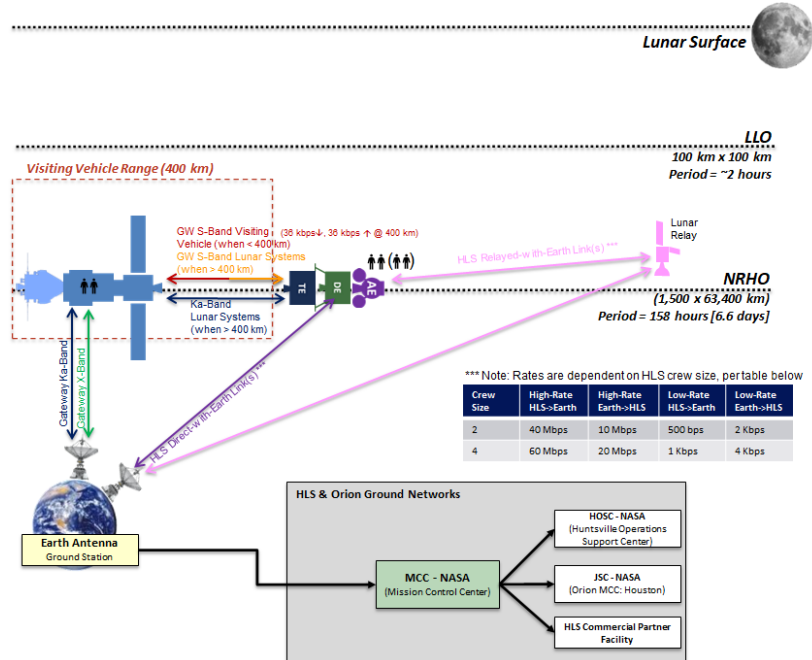 Lunar Surface
LLO
100 km x 100 km
Period = ~2 hours
Visiting Vehicle Range (400 km)
GW S-Band Visiting
Vehicle (when < 400 km)
(36 kbps↓, 36 kbps ↑ @ 400 km)
GW S-Band Lunar Systems
(when > 400 km)
Ka-Band
Lunar Systems
(when > 400 km)
TE
DE
AE
( )
HLS Relayed-with-Earth Link(s) ***
Lunar
Relay
NRHO
(1,500 x 63,400 km)
Period = 158 hours [6.6 days]
Gateway Ka-Band
Gateway X-Band
HLS Direct-with-Earth Link(s) ***
*** Note: Rates are dependent on HLS crew size, per table below
Crew Size High-Rate HLS->Earth High-Rate Earth->HLS Low-Rate HLS->Earth Low-Rate Earth->HLS
2 40 Mbps 10 Mbps 500 bps 2 Kbps
4 60 Mbps 20 Mbps 1 Kbps 4 Kbps
Earth Antenna
Ground Station
HLS & Orion Ground Networks
MCC - NASA
(Mission Control Center)
HOSC - NASA
(Huntsville Operations
Support Center)
JSC - NASA
(Orion MCC: Houston)
HLS Commercial Partner
Facility